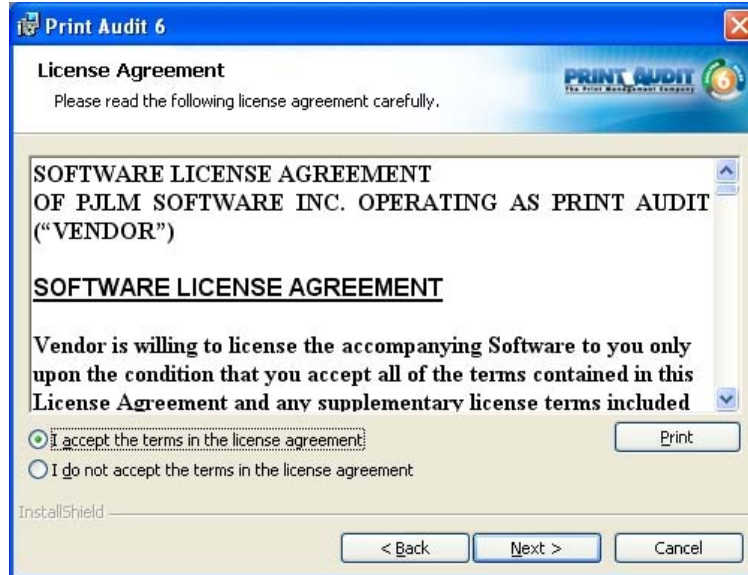 Print Audit 6
License Agreement
Please read the following license agreement carefully.
PRINT AUDIT 6
The Print Management Company
SOFTWARE LICENSE AGREEMENT
OF PJLM SOFTWARE INC. OPERATING AS PRINT AUDIT
(“VENDOR”)
SOFTWARE LICENSE AGREEMENT
Vendor is willing to license the accompanying Software to you only
upon the condition that you accept all of the terms contained in this
License Agreement and any supplementary license terms included
I accept the terms in the license agreement
Print
I do not accept the terms in the license agreement
InstallShield
< Back
Next >
Cancel